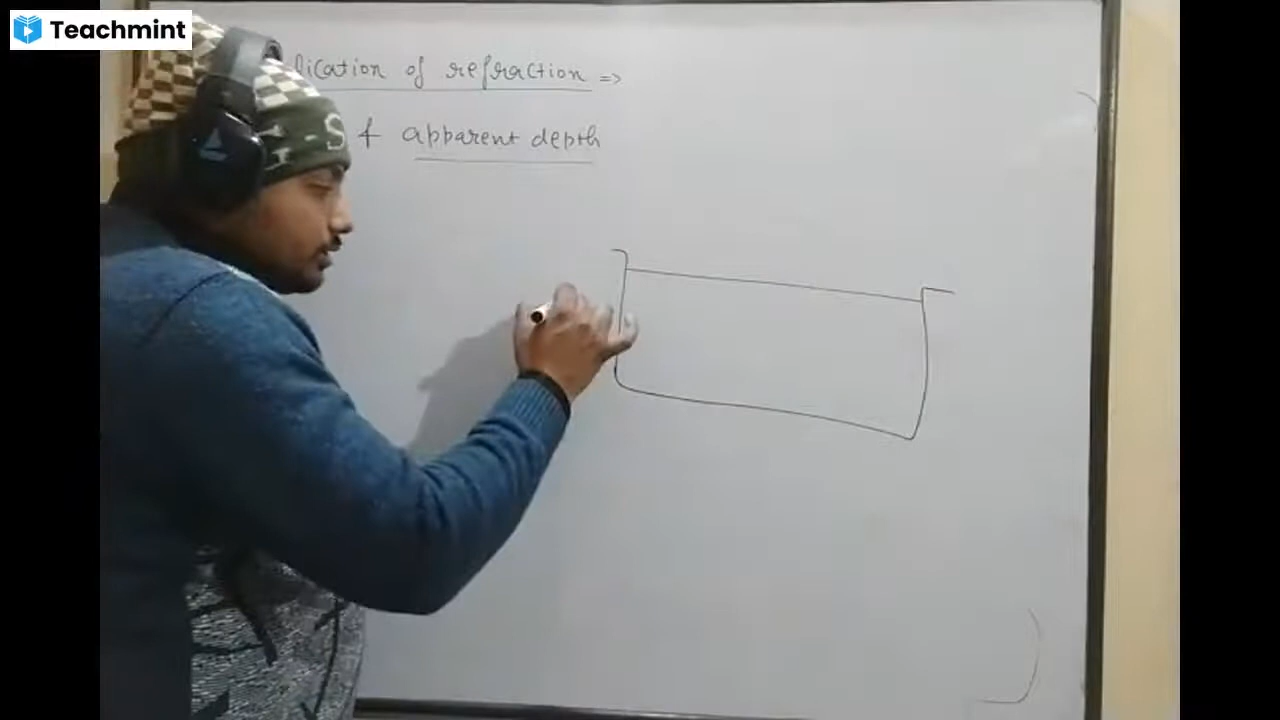 Teachmint
lication of refraction =>
& apparent depth